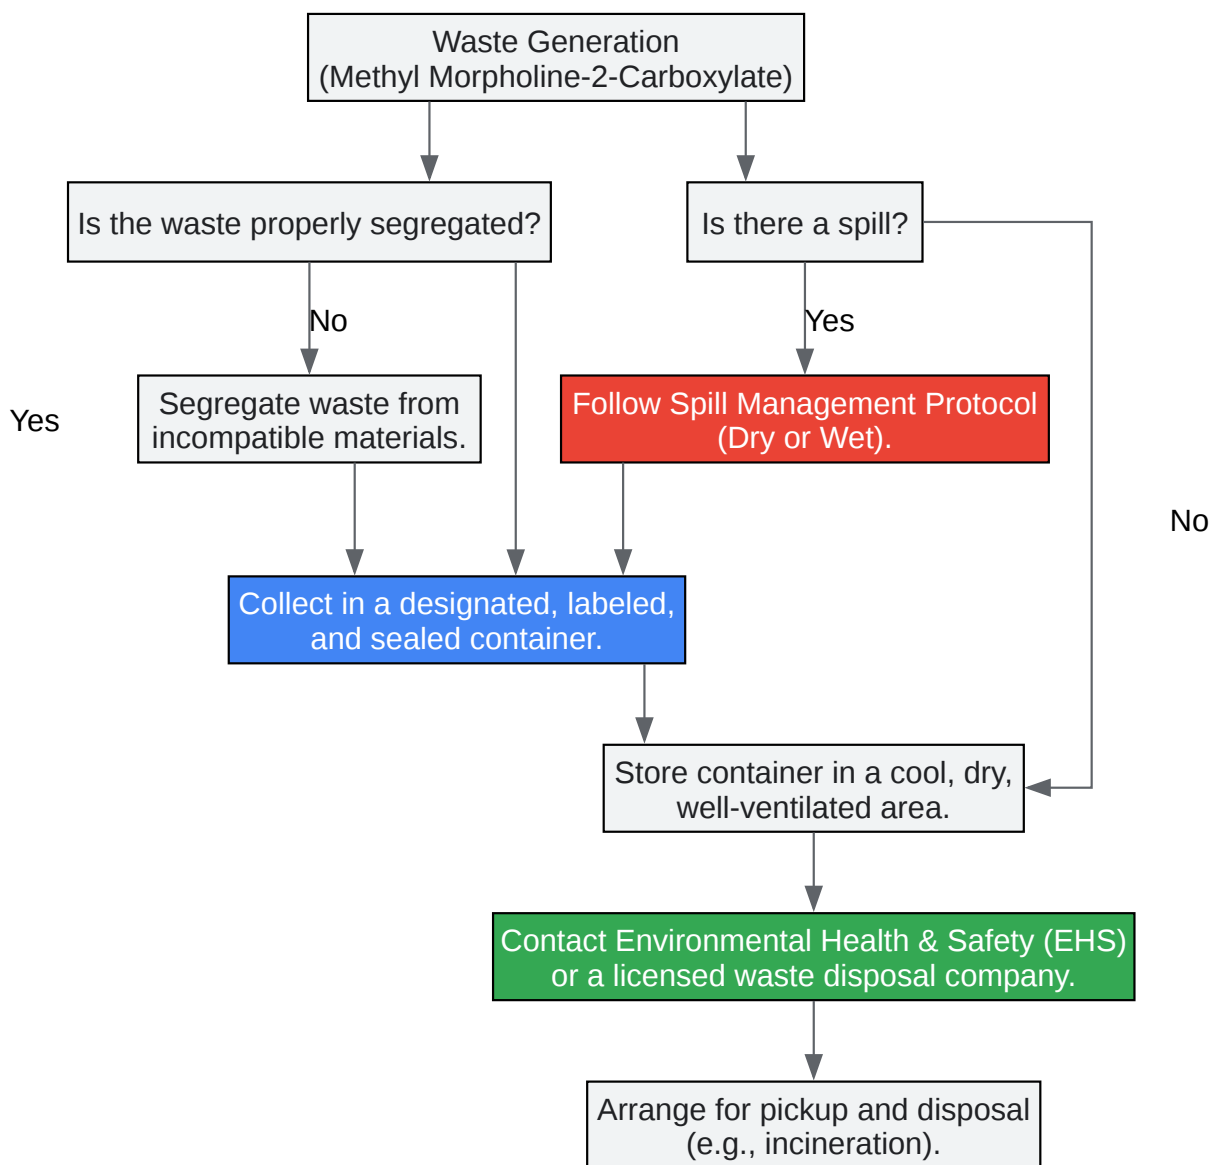 Waste Generation
(Methyl Morpholine-2-Carboxylate)
Is the waste properly segregated?
Is there a spill?
No
Yes
Segregate waste from
incompatible materials.
Yes
Follow Spill Management Protocol
(Dry or Wet).
No
Collect in a designated, labeled,
and sealed container.
Store container in a cool, dry,
well-ventilated area.
Contact Environmental Health & Safety (EHS)
or a licensed waste disposal company.
Arrange for pickup and disposal
(e.g., incineration).